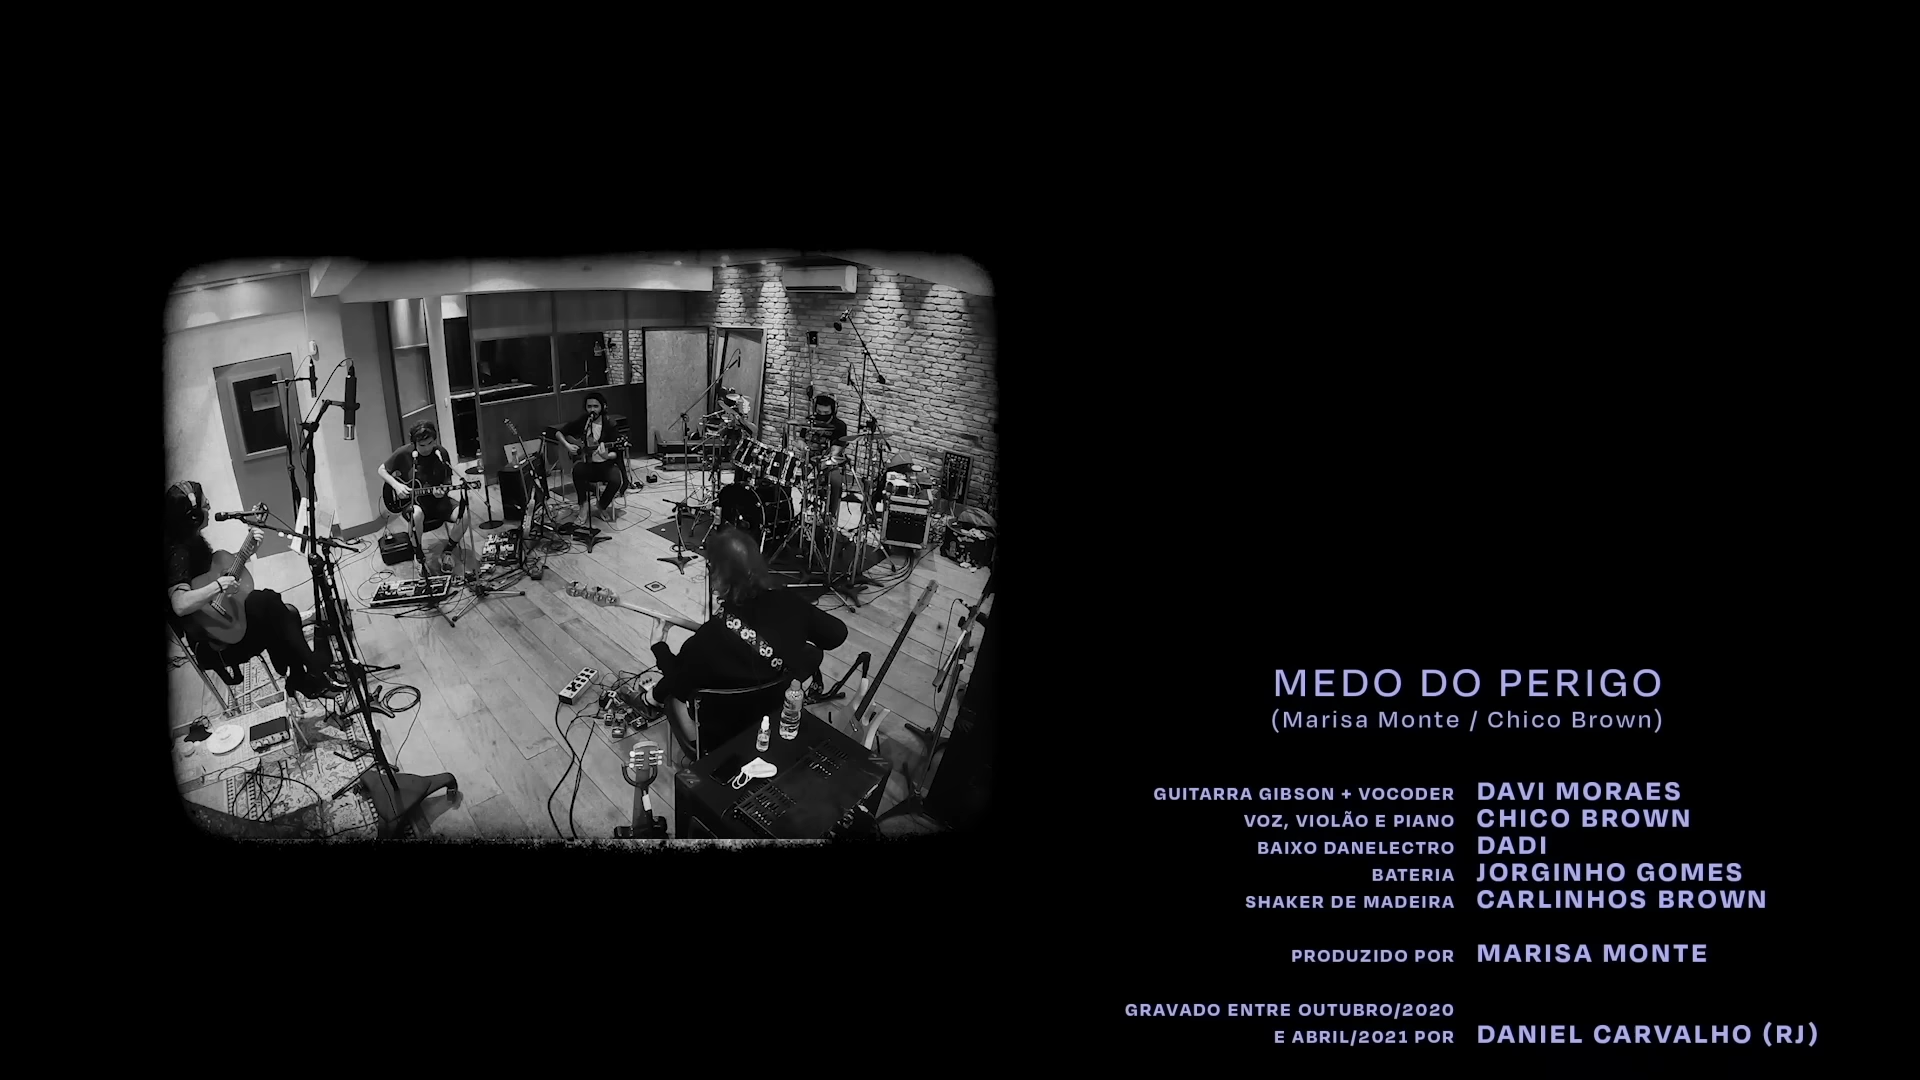 MEDO DO PERIGO
(Marisa Monte / Chico Brown)
GUITARRA GIBSON + VOCODER DAVI MORAES
VOZ, VIOLÃO E PIANO CHICO BROWN
BAIXO DANELECTRO DADI
BATERIA JORGINHO GOMES
SHAKER DE MADEIRA CARLINHOS BROWN
PRODUZIDO POR MARISA MONTE
GRAVADO ENTRE OUTUBRO/2020
E ABRIL/2021 POR DANIEL CARVALHO (RJ)